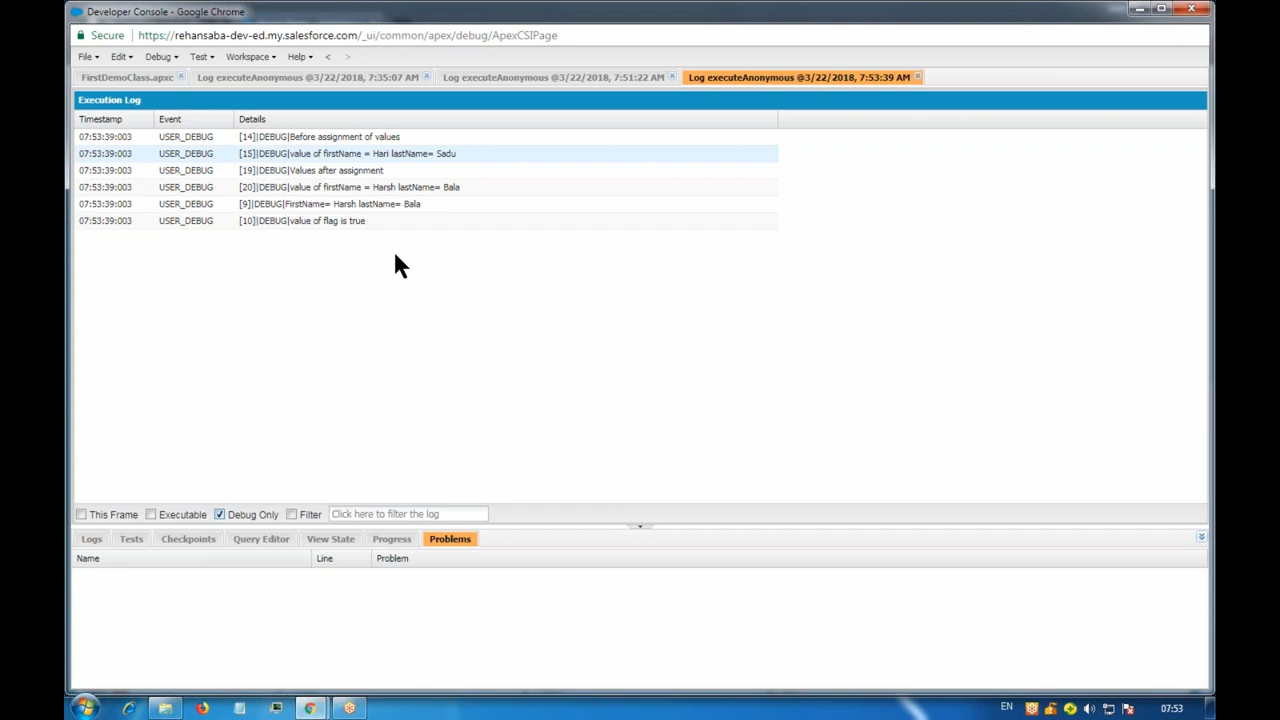 Developer Console - Google Chrome
Secure https://rehansaba-dev-ed.my.salesforce.com/_ui/common/apex/debug/ApexCSIPage
File Edit Debug Test Workspace Help < >
FirstDemoClass.apxc Log executeAnonymous @3/22/2018, 7:35:07 AM Log executeAnonymous @3/22/2018, 7:51:22 AM Log executeAnonymous @3/22/2018, 7:53:39 AM
Execution Log
Timestamp Event Details
07:53:39:003 USER_DEBUG [14]|DEBUG|Before assignment of values
07:53:39:003 USER_DEBUG [15]|DEBUG|value of firstName = Hari lastName= Sadu
07:53:39:003 USER_DEBUG [19]|DEBUG|Values after assignment
07:53:39:003 USER_DEBUG [20]|DEBUG|value of firstName = Harsh lastName= Bala
07:53:39:003 USER_DEBUG [9]|DEBUG|FirstName= Harsh lastName= Bala
07:53:39:003 USER_DEBUG [10]|DEBUG|value of flag is true
This Frame Executable Debug Only Filter Click here to filter the log
Logs Tests Checkpoints Query Editor View State Progress Problems
Name Line Problem
EN 07:53